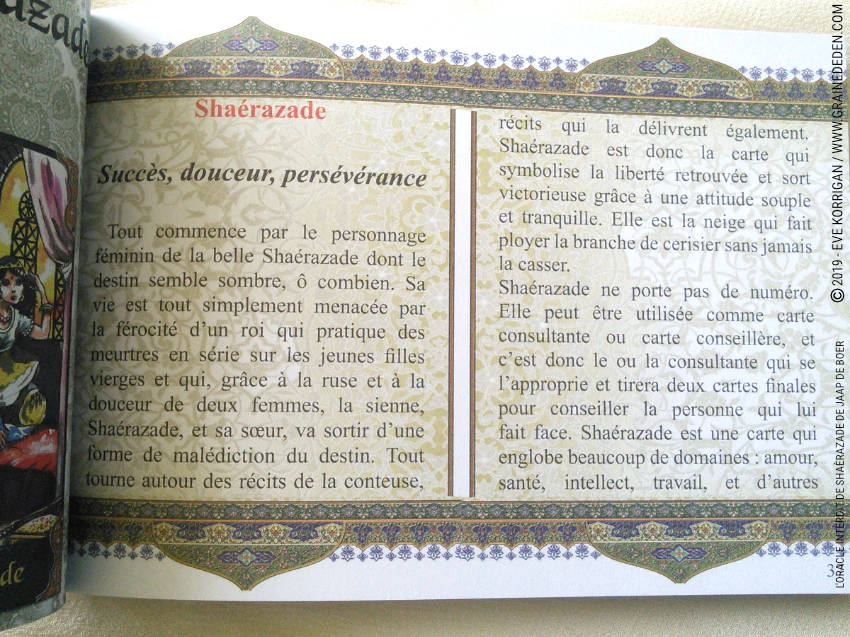 azade
de
Shaérazade
Succès, douceur, persévérance
Tout commence par le personnage
féminin de la belle Shaérazade dont le
destin semble sombre, ô combien. Sa
vie est tout simplement menacée par
la férocité d’un roi qui pratique des
meurtres en série sur les jeunes filles
vierges et qui, grâce à la ruse et à la
douceur de deux femmes, la sienne,
Shaérazade, et sa sœur, va sortir d’une
forme de malédiction du destin. Tout
tourne autour des récits de la conteuse,
récits qui la délivrent également.
Shaérazade est donc la carte qui
symbolise la liberté retrouvée et sort
victorieuse grâce à une attitude souple
et tranquille. Elle est la neige qui fait
ployer la branche de cerisier sans jamais
la casser.
Shaérazade ne porte pas de numéro.
Elle peut être utilisée comme carte
consultante ou carte conseillère, et
c’est donc le ou la consultante qui se
l’approprie et tirera deux cartes finales
pour conseiller la personne qui lui
fait face. Shaérazade est une carte qui
englobe beaucoup de domaines : amour,
santé, intellect, travail, et d’autres
3
L'ORACLE INTERDIT DE SHAÉRAZADE DE JAAP DE BOER
© 2019 - EVE KORRIGAN / WWW.GRAINEDEDEN.COM